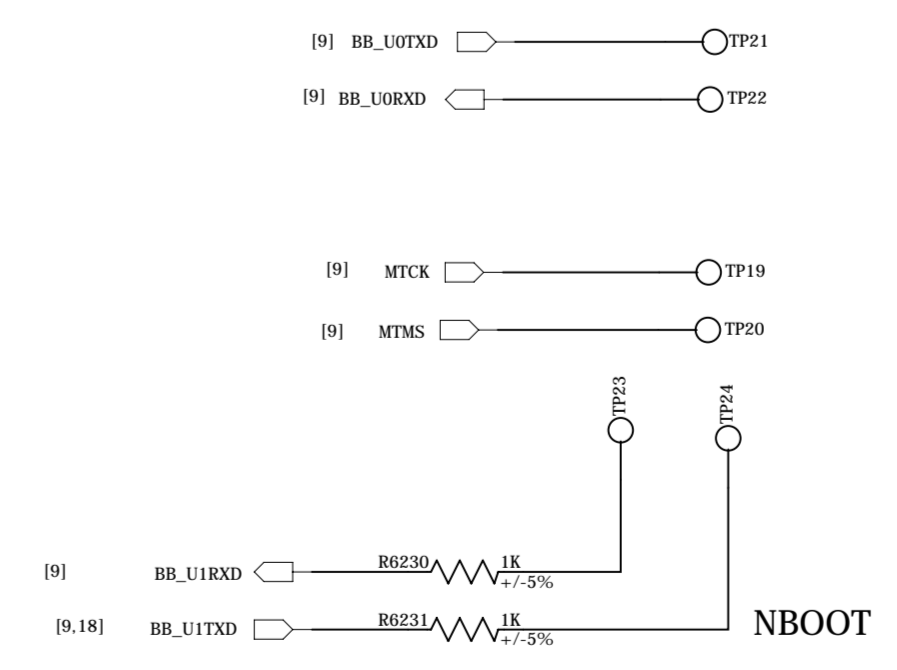 [9] BB_U0TXD TP21
[9] BB_U0RXD TP22
[9] MTCK TP19
[9] MTMS TP20
TP23
TP24
[9] BB_U1RXD R6230 1K
+/-5%
[9,18] BB_U1TXD R6231 1K
+/-5%
NBOOT